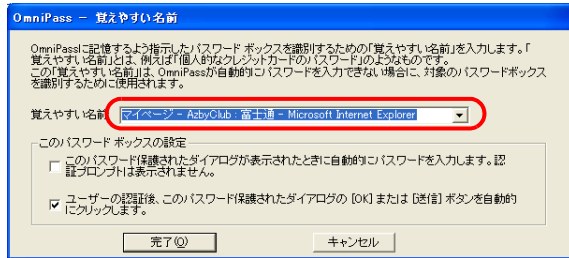 OmniPass － 覚えやすい名前
OmniPassに記憶するよう指定したパスワード ボックスを識別するための「覚えやすい名前」を入力します。「
覚えやすい名前」とは、例えば「個人的なクレジットカードのパスワード」のようなものです。
この「覚えやすい名前」は、OmniPassが自動的にパスワードを入力できない場合に、対象のパスワードボックス
を識別するために使用されます。
覚えやすい名前 マイページ - AzbyClub : 富士通 - Microsoft Internet Explorer
このパスワード ボックスの設定
このパスワード保護されたダイアログが表示されたときに自動的にパスワードを入力します。認
証プロンプトは表示されません。
ユーザーの認証後、このパスワード保護されたダイアログの [OK] または [送信] ボタンを自動的
にクリックします。
完了(O) キャンセル